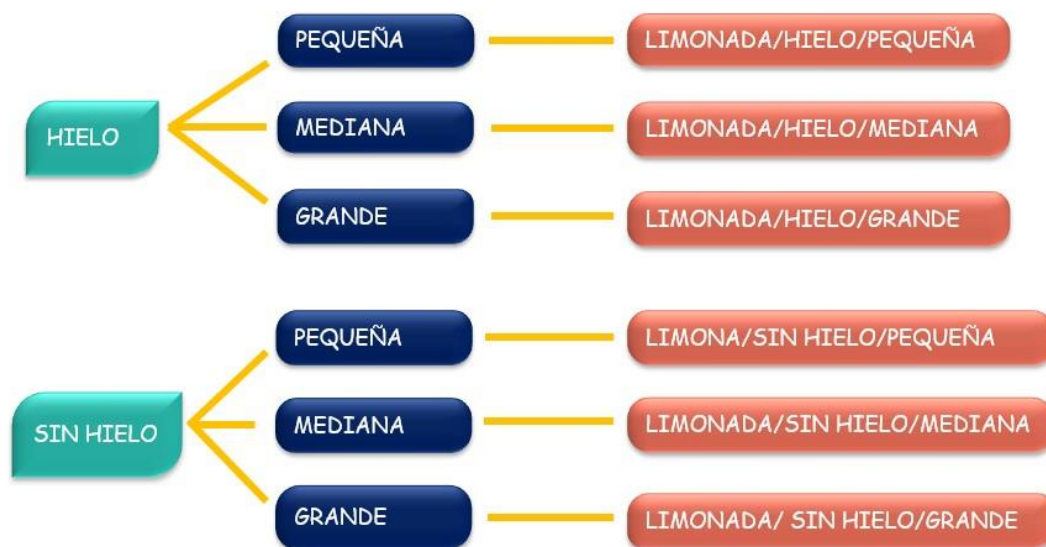 PEQUEÑA
LIMONADA/HIELO/PEQUEÑA
HIELO
MEDIANA
LIMONADA/HIELO/MEDIANA
GRANDE
LIMONADA/HIELO/GRANDE
PEQUEÑA
LIMONA/SIN HIELO/PEQUEÑA
SIN HIELO
MEDIANA
LIMONADA/SIN HIELO/MEDIANA
GRANDE
LIMONADA/ SIN HIELO/GRANDE